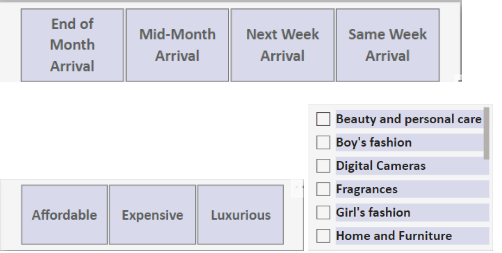 End of
Month
Arrival
Mid-Month
Arrival
Next Week
Arrival
Same Week
Arrival
Beauty and personal care
Boy's fashion
Digital Cameras
Fragrances
Girl's fashion
Home and Furniture
Affordable
Expensive
Luxurious